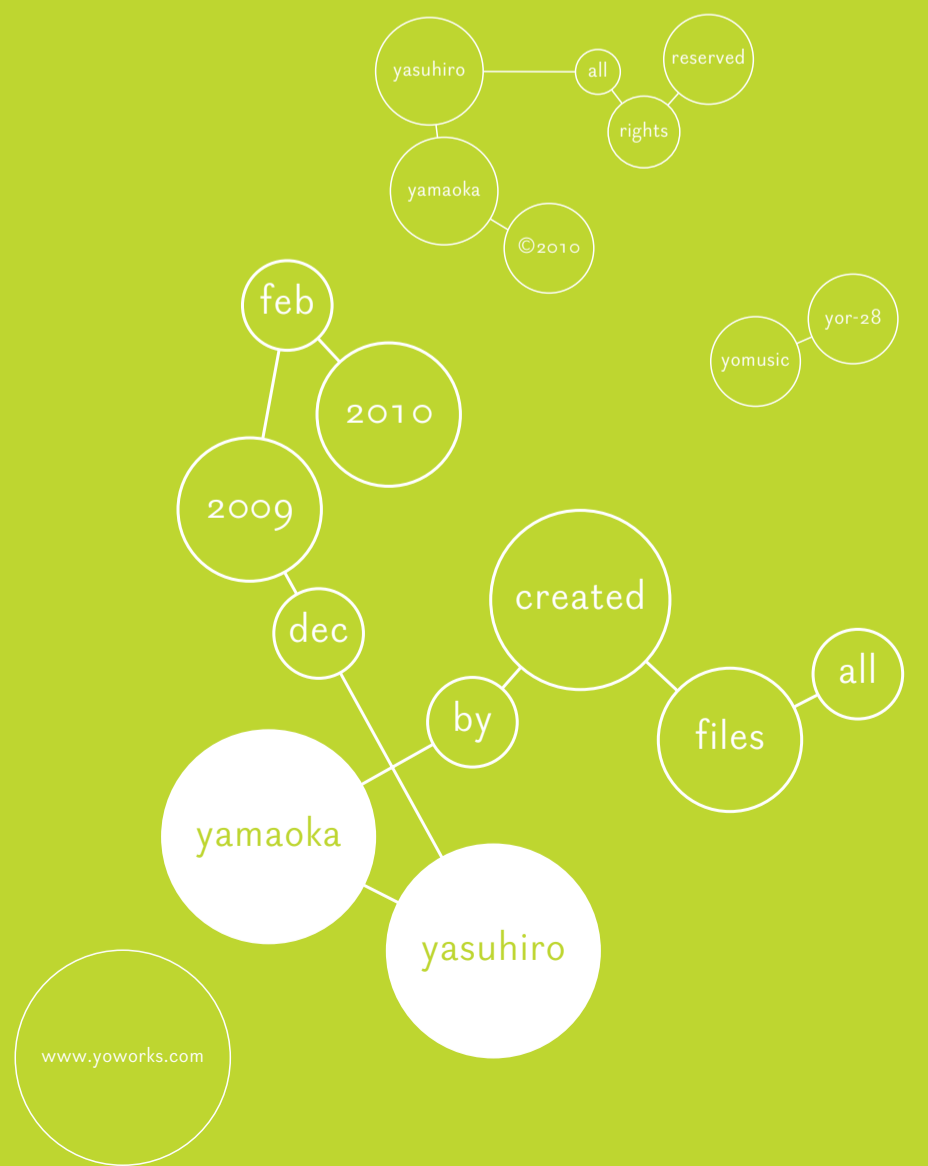 yasuhiro
all
reserved
rights
yamaoka
©2010
feb
yor-28
yomusic
2010
2009
created
dec
all
by
files
yamaoka
yasuhiro
www.yoworks.com